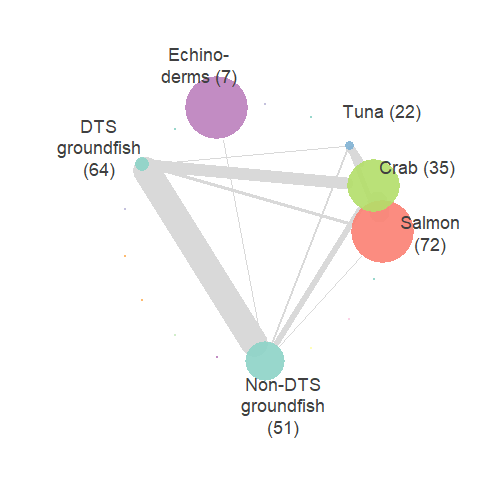 Echino-
derms (7)
Tuna (22)
DTS
groundfish
(64)
Crab (35)
Salmon
(72)
Non-DTS
groundfish
(51)